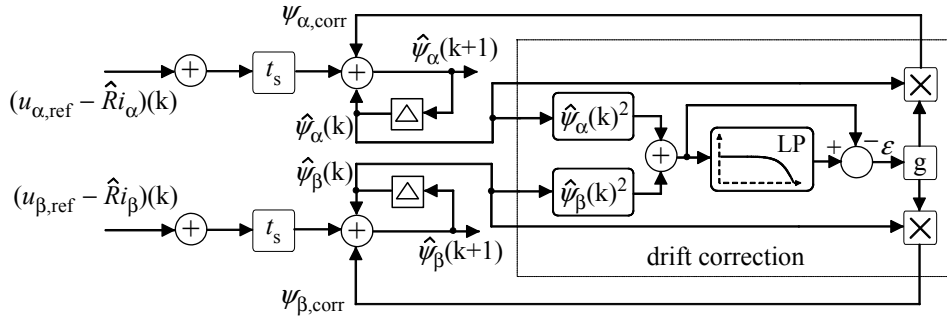 ψα,corr
ψ̂α(k+1)
+
ts
+
(uα,ref – R̂iα)(k)
△
ψ̂α(k)
ψ̂α(k)²
×
LP
+
+
–
ε
g
ψ̂β(k)
ψ̂β(k)²
△
(uβ,ref – R̂iβ)(k)
+
ts
+
×
ψ̂β(k+1)
drift correction
ψβ,corr